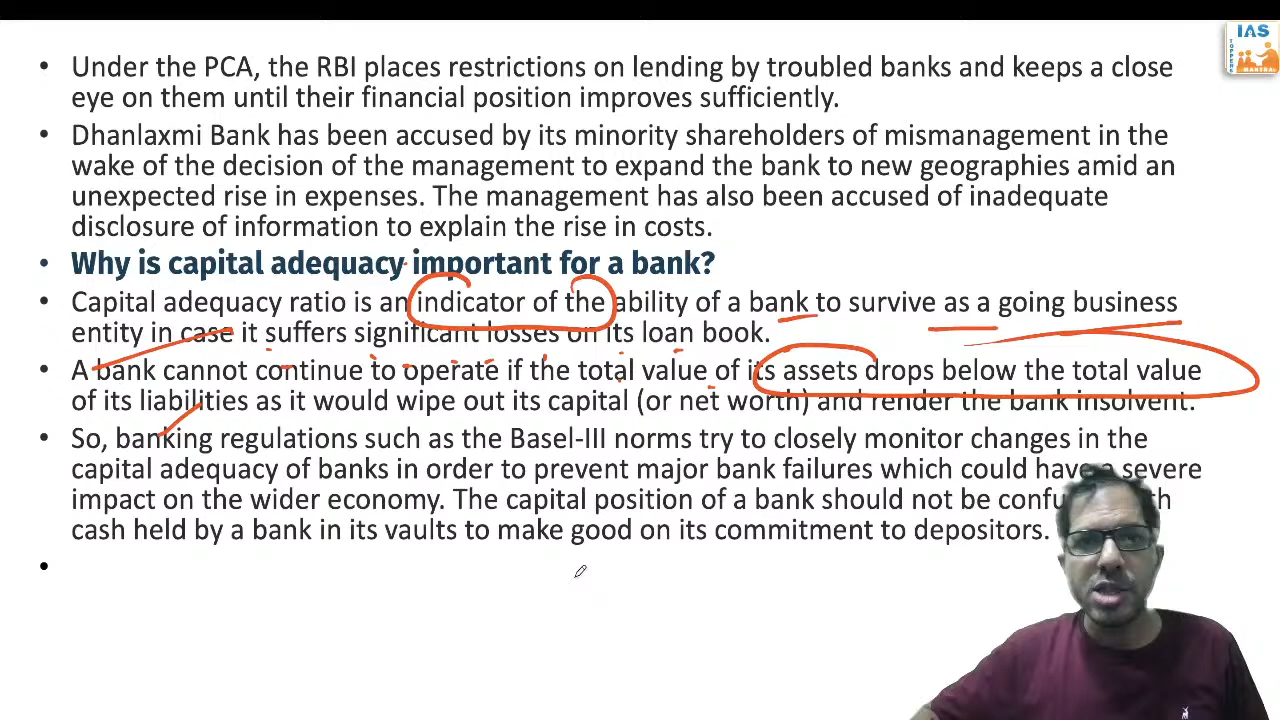 IAS
TOPPERS
MANTRA
• Under the PCA, the RBI places restrictions on lending by troubled banks and keeps a close
eye on them until their financial position improves sufficiently.
• Dhanlaxmi Bank has been accused by its minority shareholders of mismanagement in the
wake of the decision of the management to expand the bank to new geographies amid an
unexpected rise in expenses. The management has also been accused of inadequate
disclosure of information to explain the rise in costs.
• Why is capital adequacy important for a bank?
• Capital adequacy ratio is an indicator of the ability of a bank to survive as a going business
entity in case it suffers significant losses on its loan book.
• A bank cannot continue to operate if the total value of its assets drops below the total value
of its liabilities as it would wipe out its capital (or net worth) and render the bank insolvent.
• So, banking regulations such as the Basel-III norms try to closely monitor changes in the
capital adequacy of banks in order to prevent major bank failures which could have a severe
impact on the wider economy. The capital position of a bank should not be
cash held by a bank in its vaults to make good on its commitment to depositors.
•